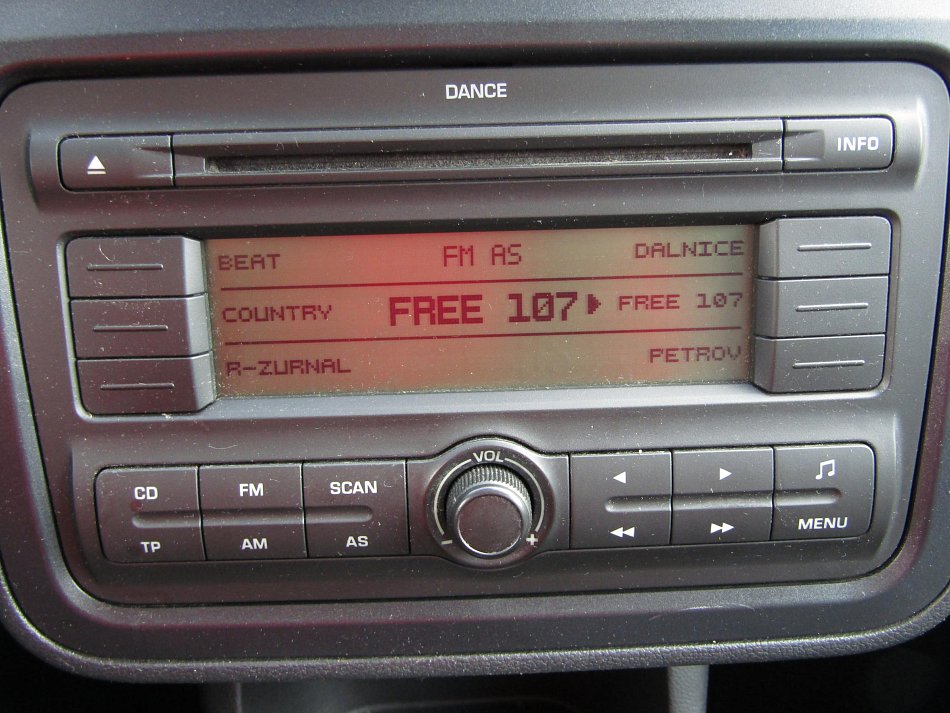 DANCE
INFO
BEAT FM AS DALNICE
COUNTRY FREE 107 FREE 107
R-ZURNAL PETROV
VOL
CD FM SCAN
TP AM AS
- +
MENU